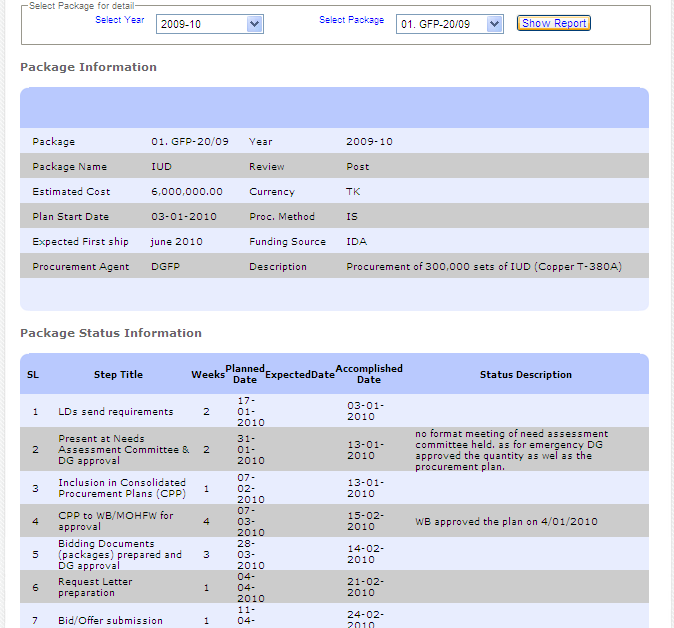 Select Package for detail
Select Year 2009-10 Select Package 01. GFP-20/09 Show Report
Package Information
Package 01. GFP-20/09 Year 2009-10
Package Name IUD Review Post
Estimated Cost 6,000,000.00 Currency TK
Plan Start Date 03-01-2010 Proc. Method IS
Expected First ship june 2010 Funding Source IDA
Procurement Agent DGFP Description Procurement of 300,000 sets of IUD (Copper T-380A)
Package Status Information
SL Step Title Weeks Planned Date ExpectedDate Accomplished Date Status Description
1 LDs send requirements 2 17-01-2010 03-01-2010
2 Present at Needs Assessment Committee & DG approval 2 31-01-2010 13-01-2010 no format meeting of need assessment committee held. as for emergency DG approved the quantity as wel as the procurement plan.
3 Inclusion in Consolidated Procurement Plans (CPP) 1 07-02-2010 13-01-2010
4 CPP to WB/MOHFW for approval 4 07-03-2010 15-02-2010 WB approved the plan on 4/01/2010
5 Bidding Documents (packages) prepared and DG approval 3 28-03-2010 14-02-2010
6 Request Letter preparation 1 04-04-2010 21-02-2010
7 Bid/Offer submission 1 11-04- 24-02-2010